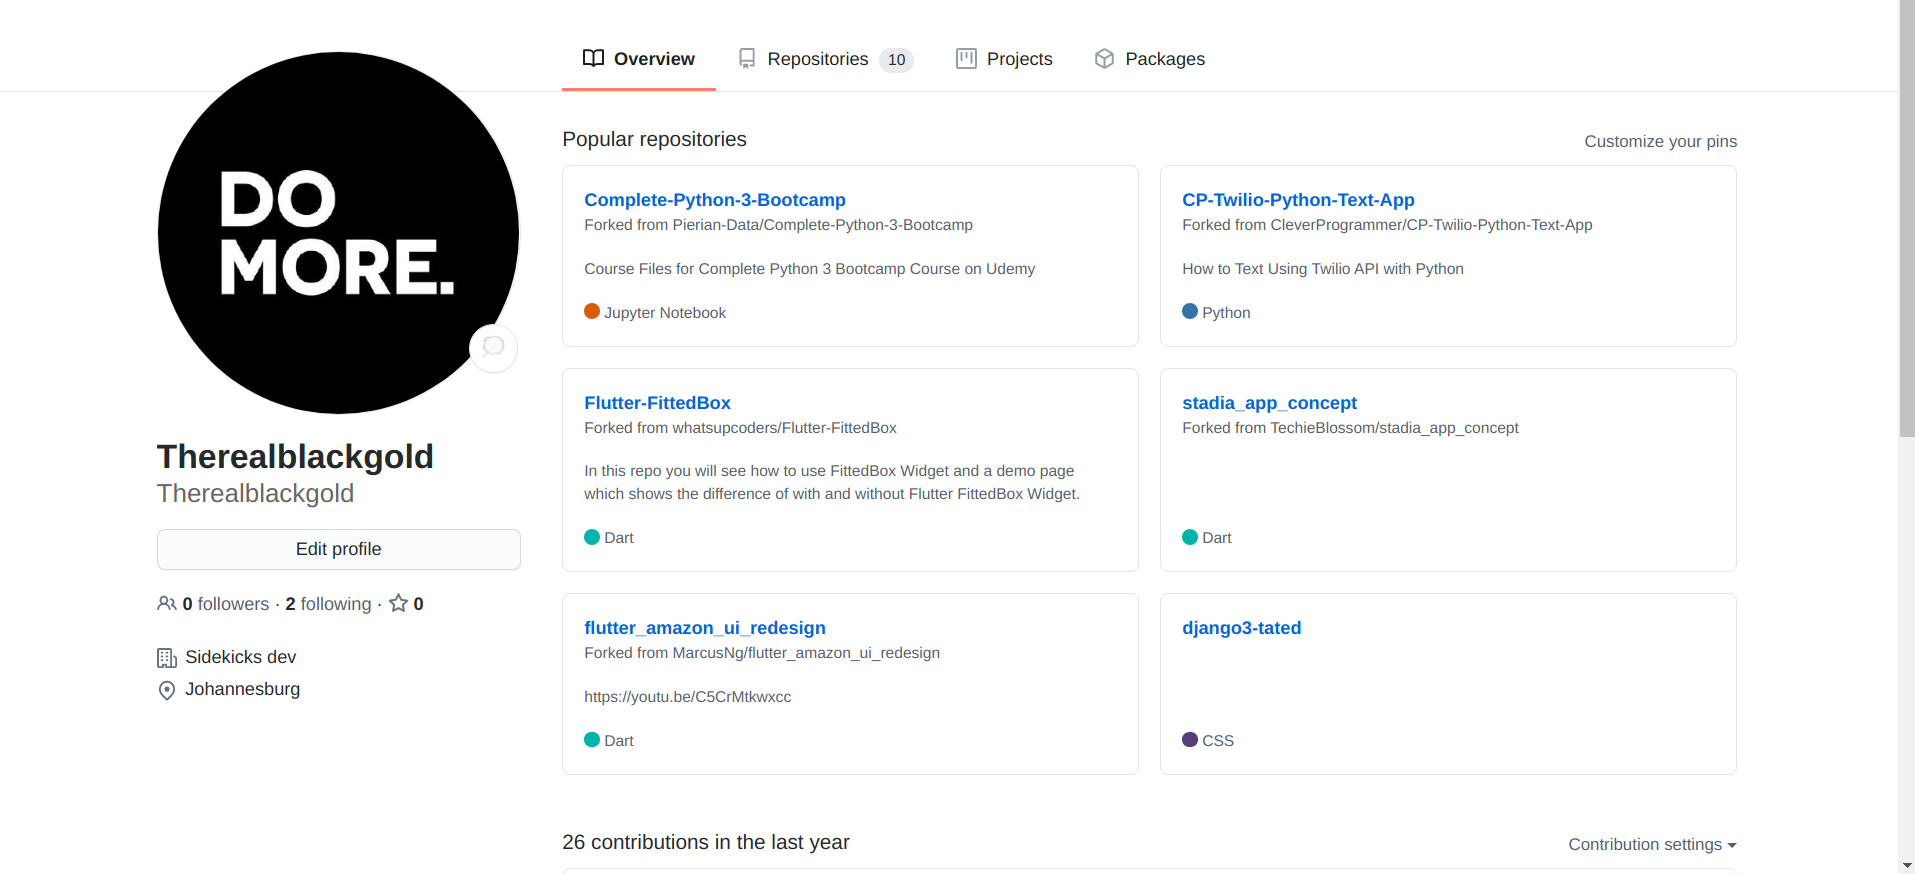 Overview Repositories 10 Projects Packages
DO
MORE.
Therealblackgold
Therealblackgold
Edit profile
0 followers · 2 following · 0
Sidekicks dev
Johannesburg
Popular repositories
Customize your pins
Complete-Python-3-Bootcamp
Forked from Pierian-Data/Complete-Python-3-Bootcamp
Course Files for Complete Python 3 Bootcamp Course on Udemy
Jupyter Notebook
CP-Twilio-Python-Text-App
Forked from CleverProgrammer/CP-Twilio-Python-Text-App
How to Text Using Twilio API with Python
Python
Flutter-FittedBox
Forked from whatsupcoders/Flutter-FittedBox
In this repo you will see how to use FittedBox Widget and a demo page
which shows the difference of with and without Flutter FittedBox Widget.
Dart
stadia_app_concept
Forked from TechieBlossom/stadia_app_concept
Dart
flutter_amazon_ui_redesign
Forked from MarcusNg/flutter_amazon_ui_redesign
https://youtu.be/C5CrMtkwxcc
Dart
django3-tated
CSS
26 contributions in the last year
Contribution settings